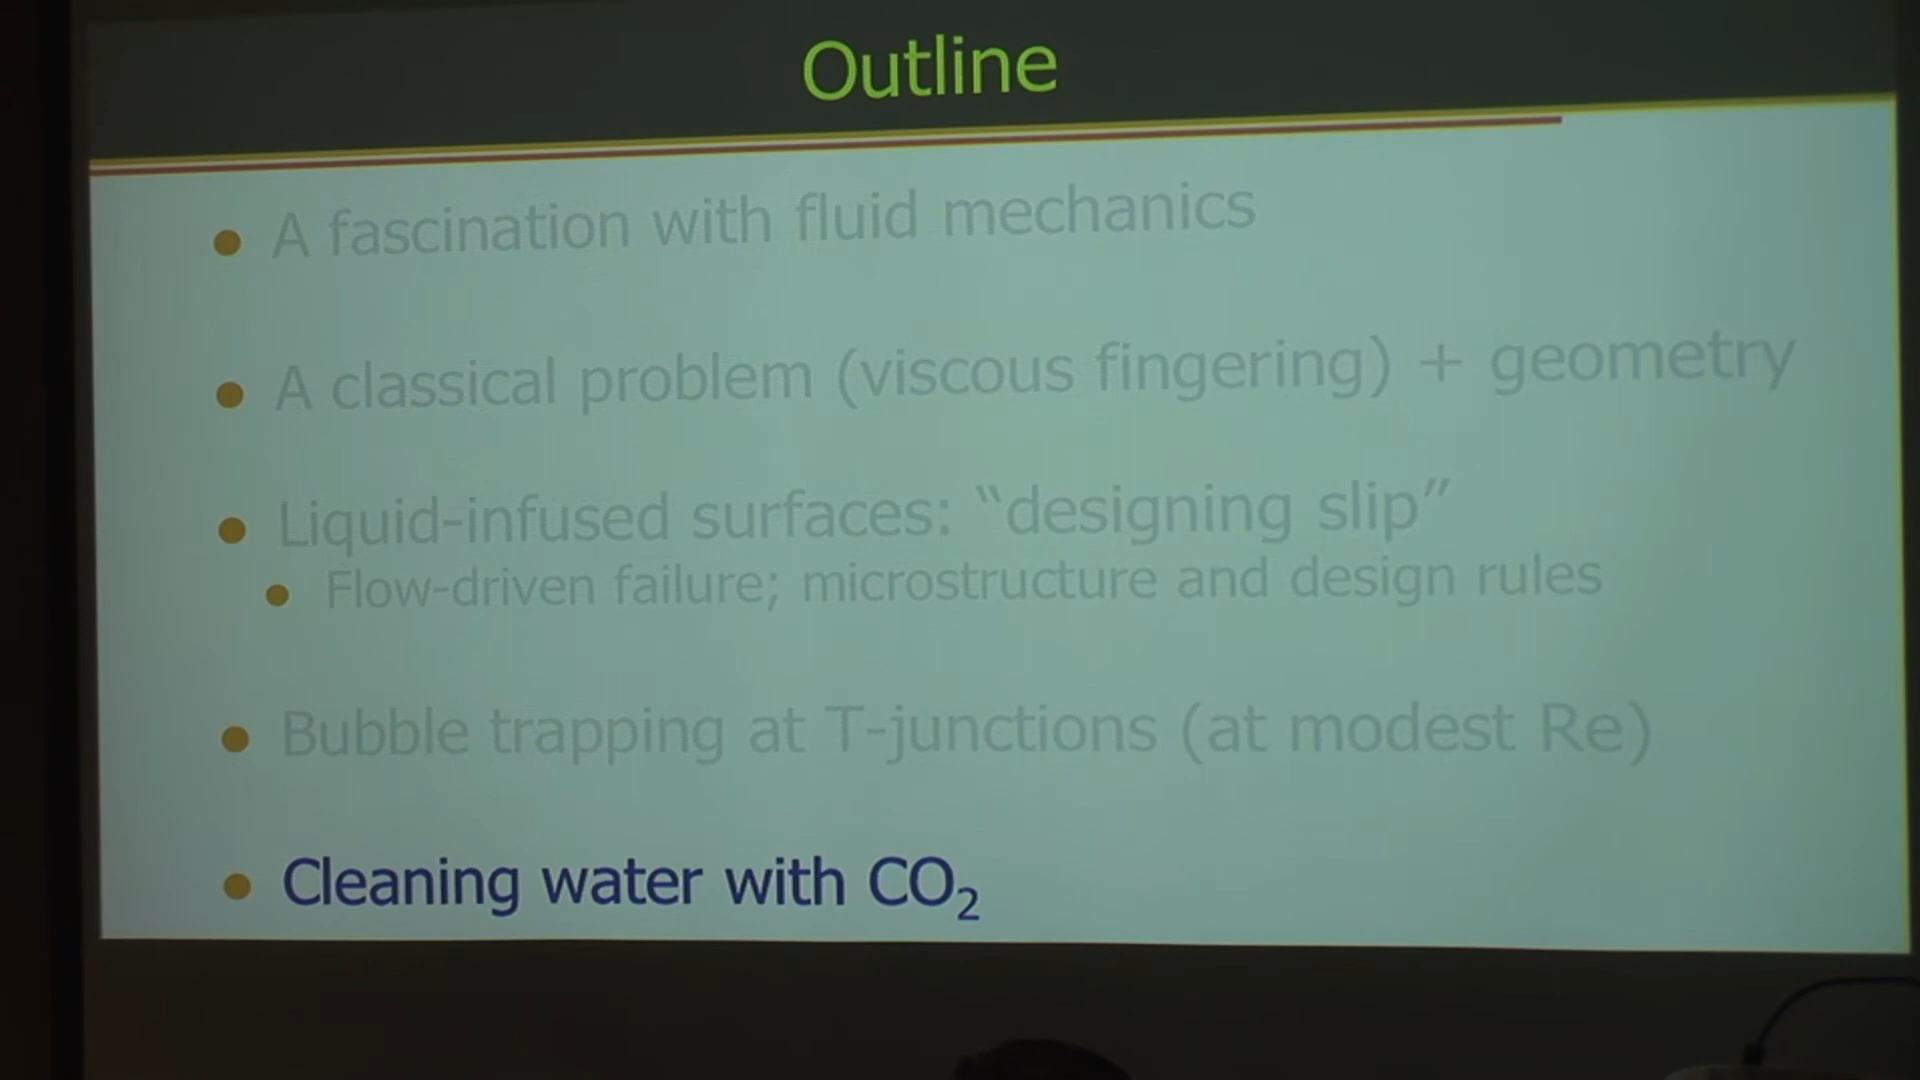 Outline
A fascination with fluid mechanics
A classical problem (viscous fingering) + geometry
Liquid-infused surfaces: “designing slip”
Flow-driven failure; microstructure and design rules
Bubble trapping at T-junctions (at modest Re)
Cleaning water with CO₂